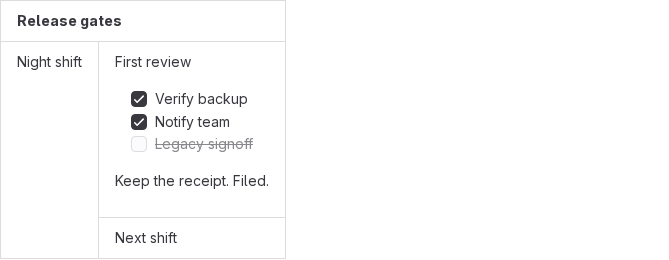 Release gates
Night shift
First review
Verify backup
Notify team
Legacy signoff
Keep the receipt. Filed.
Next shift